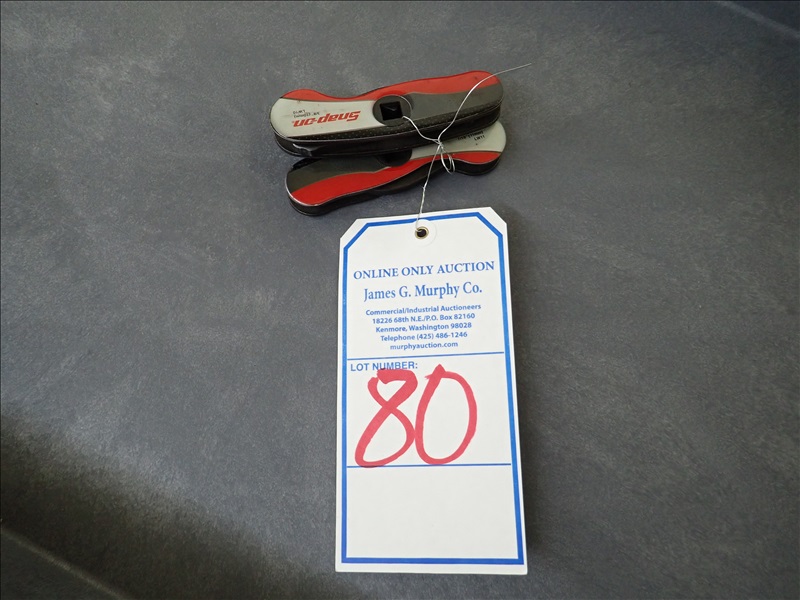 Snap-on
ONLINE ONLY AUCTION
James G. Murphy Co.
Commercial/Industrial Auctioneers
18226 68th N.E./P.O. Box 82160
Kenmore, Washington 98028
Telephone (425) 486-1246
murphyauction.com
LOT NUMBER:
80